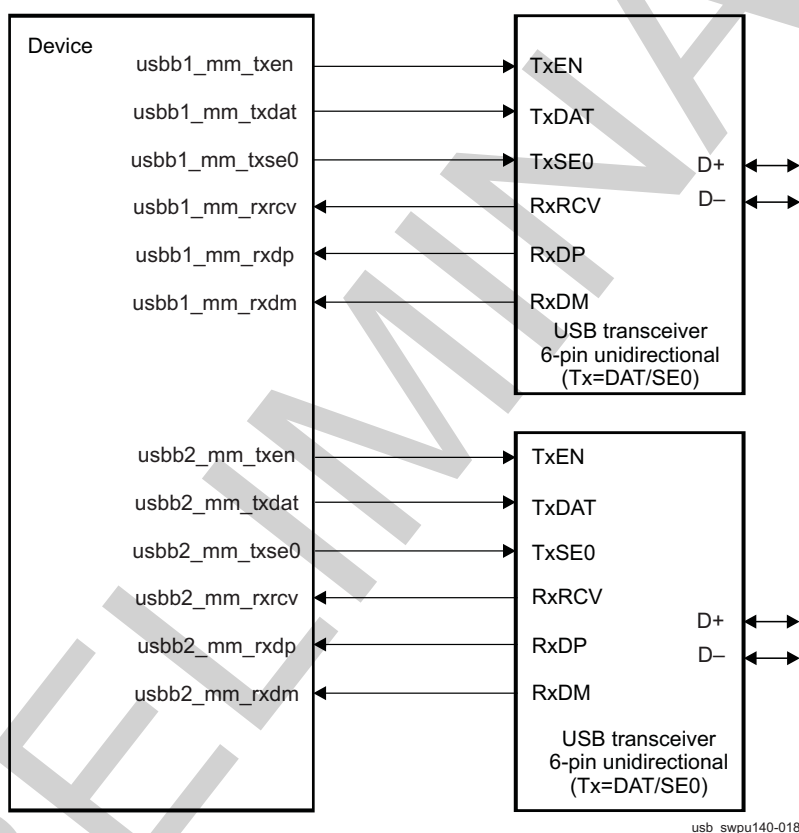 Device
usbb1_mm_txen
TxEN
usbb1_mm_txdat
TxDAT
usbb1_mm_txse0
TxSE0
D+
usbb1_mm_rxrcv
RxRCV
D–
usbb1_mm_rxdp
RxDP
usbb1_mm_rxdm
RxDM
USB transceiver
6-pin unidirectional
(Tx=DAT/SE0)
usbb2_mm_txen
TxEN
usbb2_mm_txdat
TxDAT
usbb2_mm_txse0
TxSE0
usbb2_mm_rxrcv
RxRCV
D+
usbb2_mm_rxdp
RxDP
D–
usbb2_mm_rxdm
RxDM
USB transceiver
6-pin unidirectional
(Tx=DAT/SE0)
usb_swpu140-018
ELIMINA